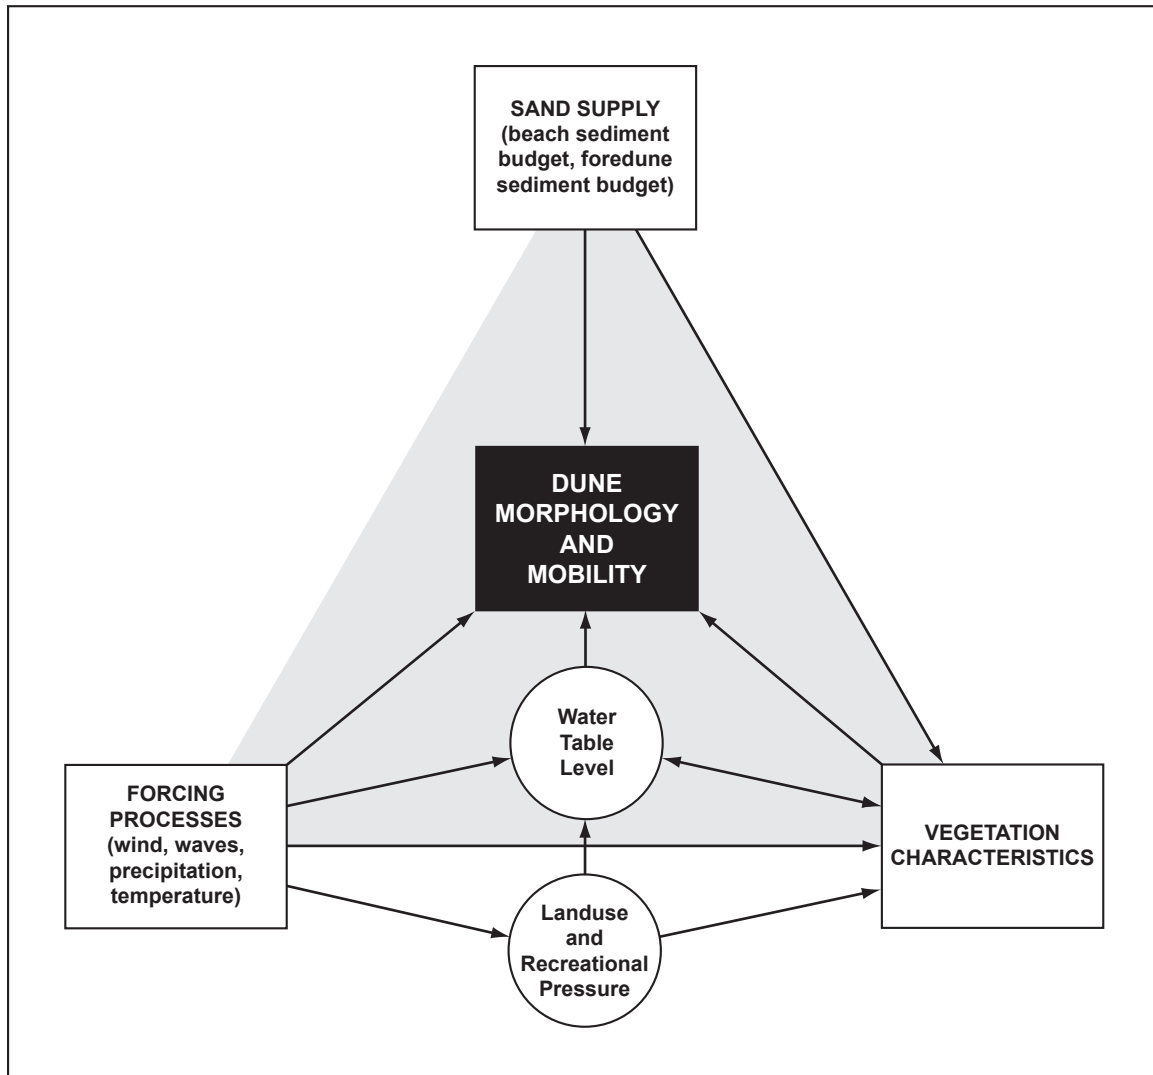 SAND SUPPLY
(beach sediment
budget, foredune
sediment budget)
DUNE
MORPHOLOGY
AND
MOBILITY
Water
Table
Level
FORCING
PROCESSES
(wind, waves,
precipitation,
temperature)
VEGETATION
CHARACTERISTICS
Landuse
and
Recreational
Pressure